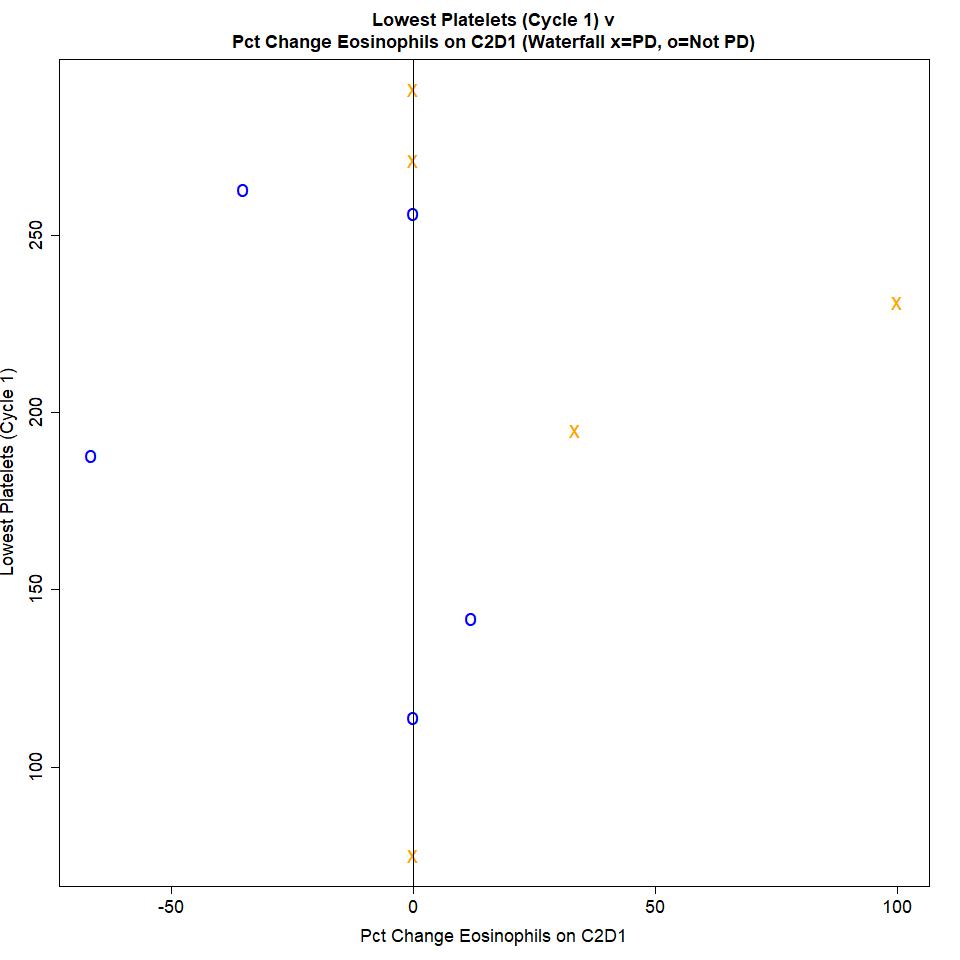 Lowest Platelets (Cycle 1) v
Pct Change Eosinophils on C2D1 (Waterfall x=PD, o=Not PD)
X
X
O
O
250
X
Lowest Platelets (Cycle 1)
200
X
O
150
O
O
100
X
-50
0
50
100
Pct Change Eosinophils on C2D1